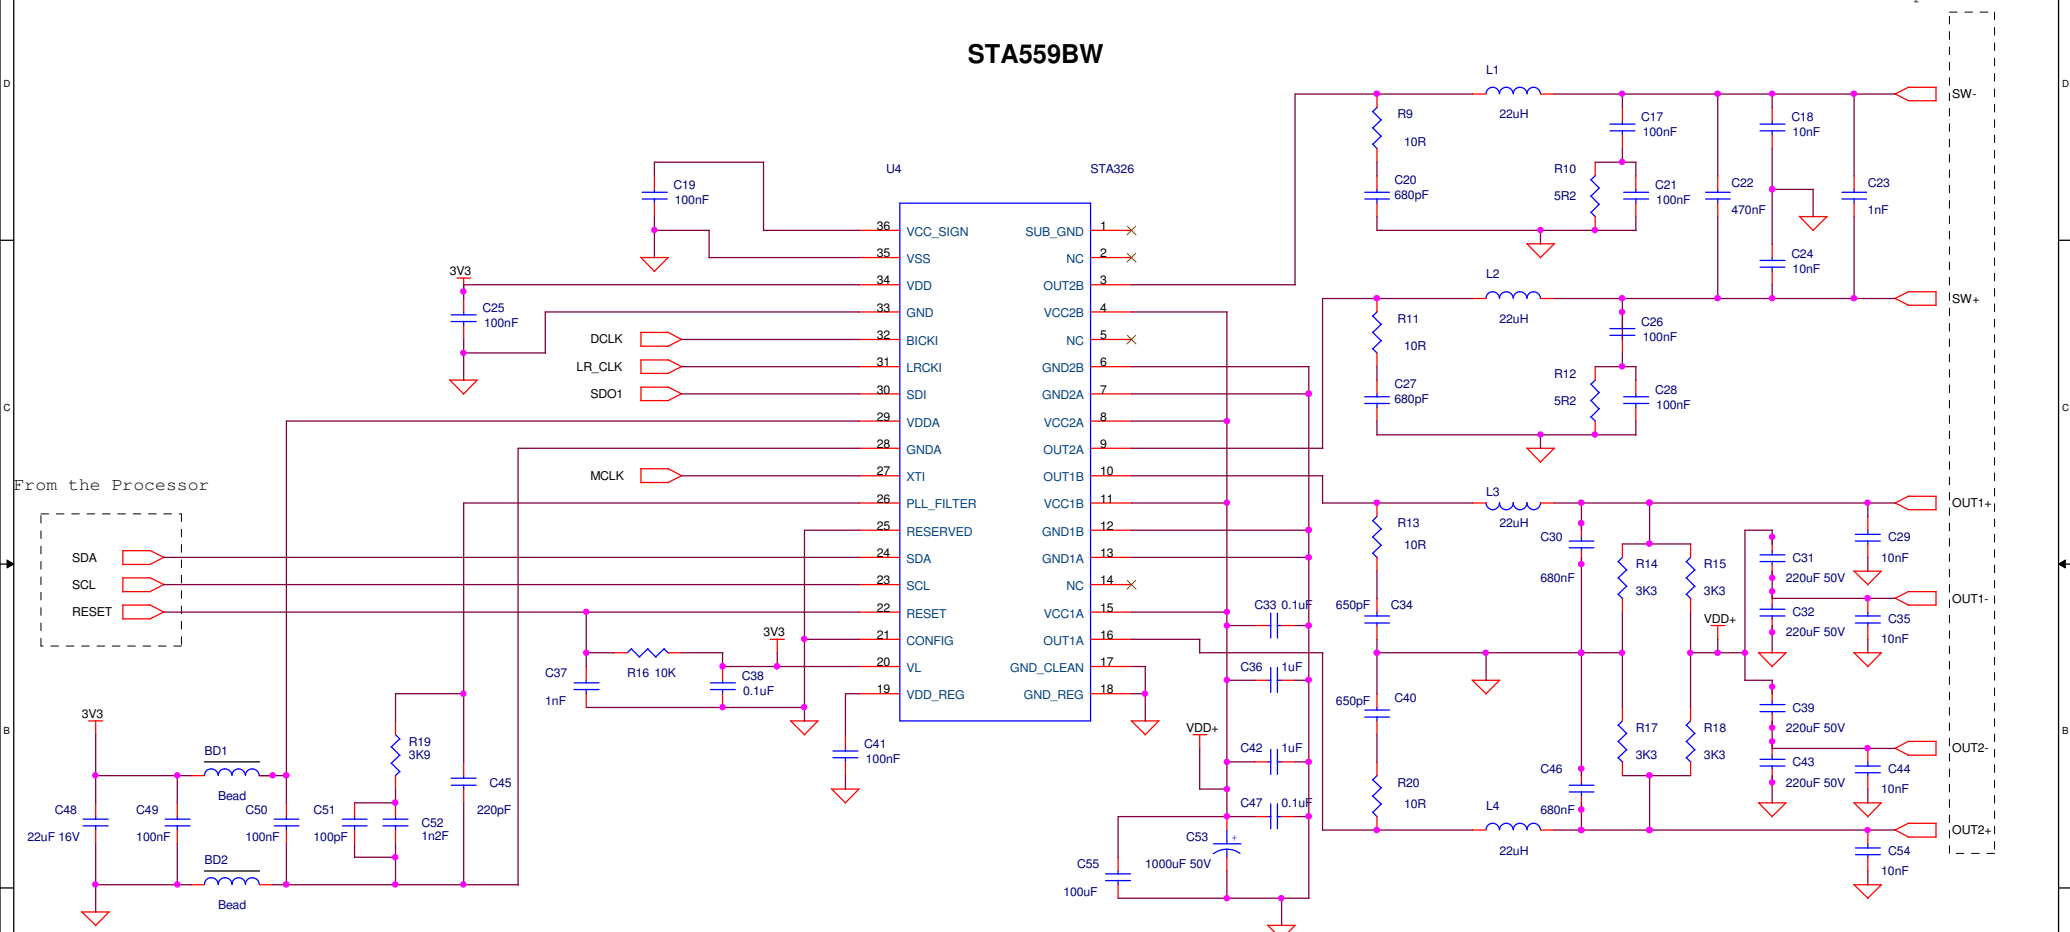 STA559BW
D
D
L1
SW-
R9
22uH
C17
C18
10R
100nF
10nF
U4
STA326
R10
C19
100nF
C20
680pF
5R2
C21
100nF
C22
470nF
C23
1nF
36 VCC_SIGN
SUB_GND 1
35 VSS
NC 2
34 VDD
OUT2B 3
33 GND
VCC2B 4
32 BICKI
NC 5
31 LRCKI
GND2B 6
30 SDI
GND2A 7
29 VDDA
VCC2A 8
28 GNDA
OUT2A 9
27 XTI
OUT1B 10
26 PLL_FILTER
VCC1B 11
25 RESERVED
GND1B 12
24 SDA
GND1A 13
23 SCL
NC 14
22 RESET
VCC1A 15
21 CONFIG
OUT1A 16
20 VL
GND_CLEAN 17
19 VDD_REG
GND_REG 18
C24
10nF
3V3
C25
100nF
L2
SW+
22uH
R11
10R
C26
100nF
DCLK
LR_CLK
SDO1
R12
5R2
C27
680pF
C28
100nF
C
C
MCLK
From the Processor
SDA
SCL
RESET
L3
22uH
OUT1+
R13
10R
C30
680nF
C29
10nF
R14
3K3
R15
3K3
C31
220uF 50V
OUT1-
C33 0.1uF
650pF C34
VDD+
C32
220uF 50V
C35
10nF
3V3
R16 10K
C37
1nF
C38
0.1uF
C36 1uF
650pF C40
C39
220uF 50V
3V3
VDD+
B
B
R19
3K9
C41
100nF
C42 1uF
R17
3K3
R18
3K3
OUT2-
BD1
Bead
C45
220pF
C46
680nF
C43
220uF 50V
C44
10nF
R20
10R
C48
22uF 16V
C49
100nF
C50
100nF
C51
100pF
C52
1n2F
C47 0.1uF
C53
+
1000uF 50V
L4
22uH
OUT2+
BD2
Bead
C55
100uF
C54
10nF